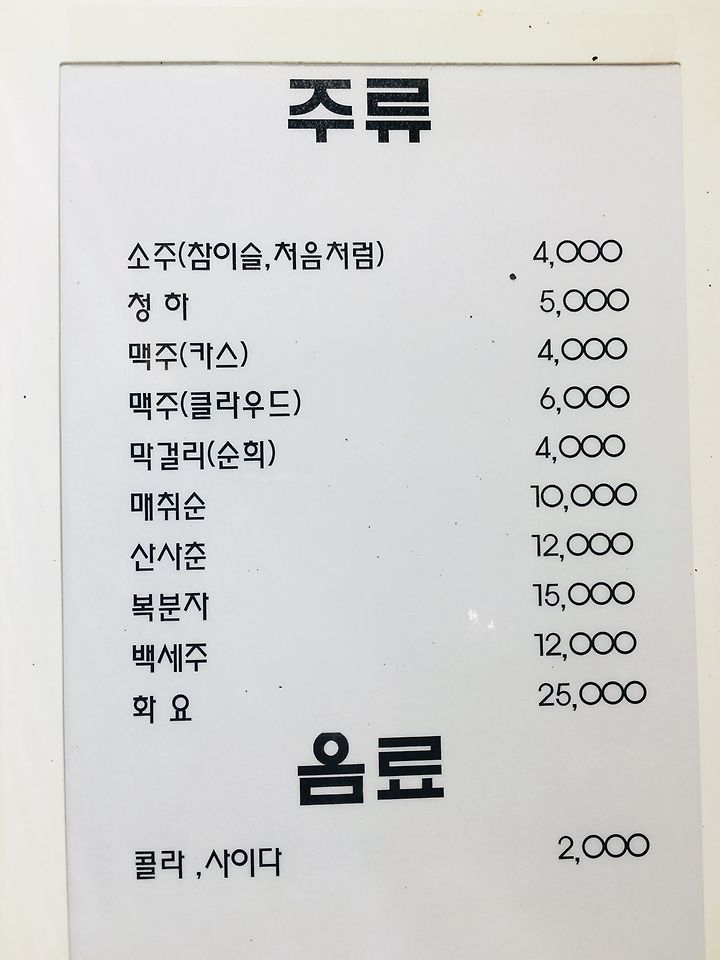 주류
소주(참이슬,처음처럼) 4,000
청 하 5,000
맥주(카스) 4,000
맥주(클라우드) 6,000
막걸리(순희) 4,000
매취순 10,000
산사춘 12,000
복분자 15,000
백세주 12,000
화 요 25,000
음료
콜라 ,사이다 2,000